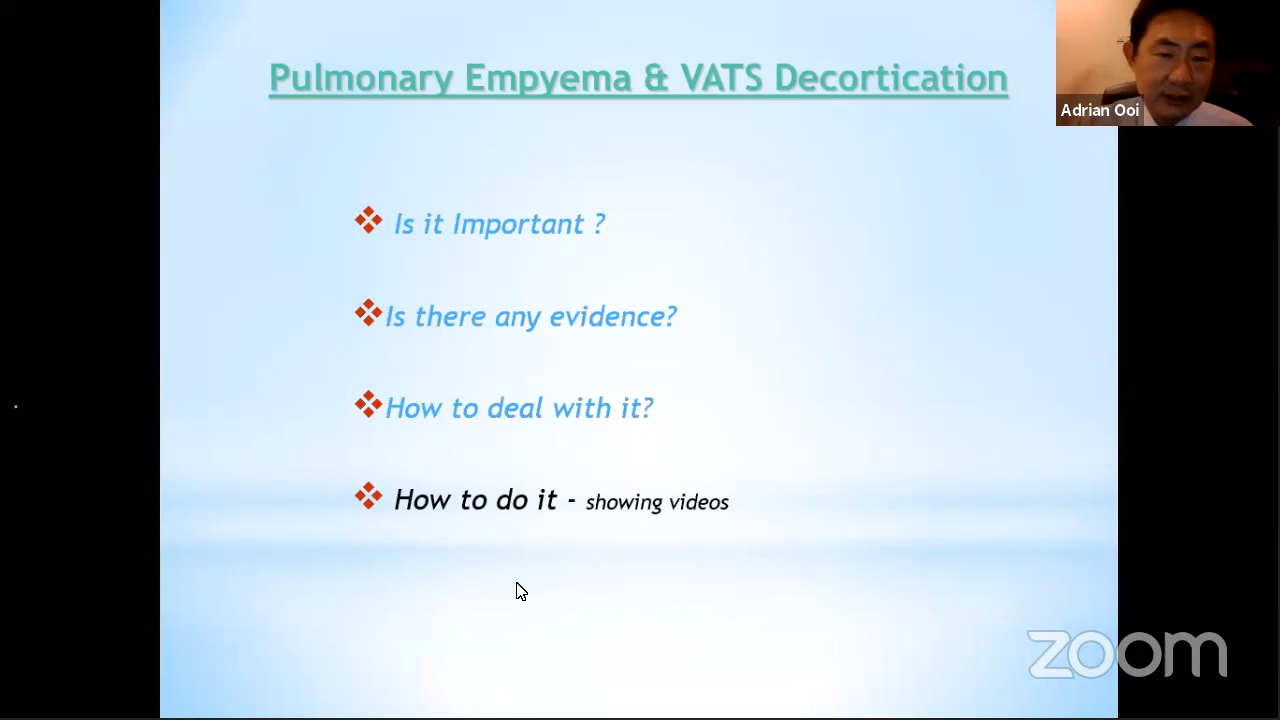 Pulmonary Empyema & VATS Decortication
Adrian Ooi
Is it Important ?
Is there any evidence?
How to deal with it?
How to do it - showing videos
zoom